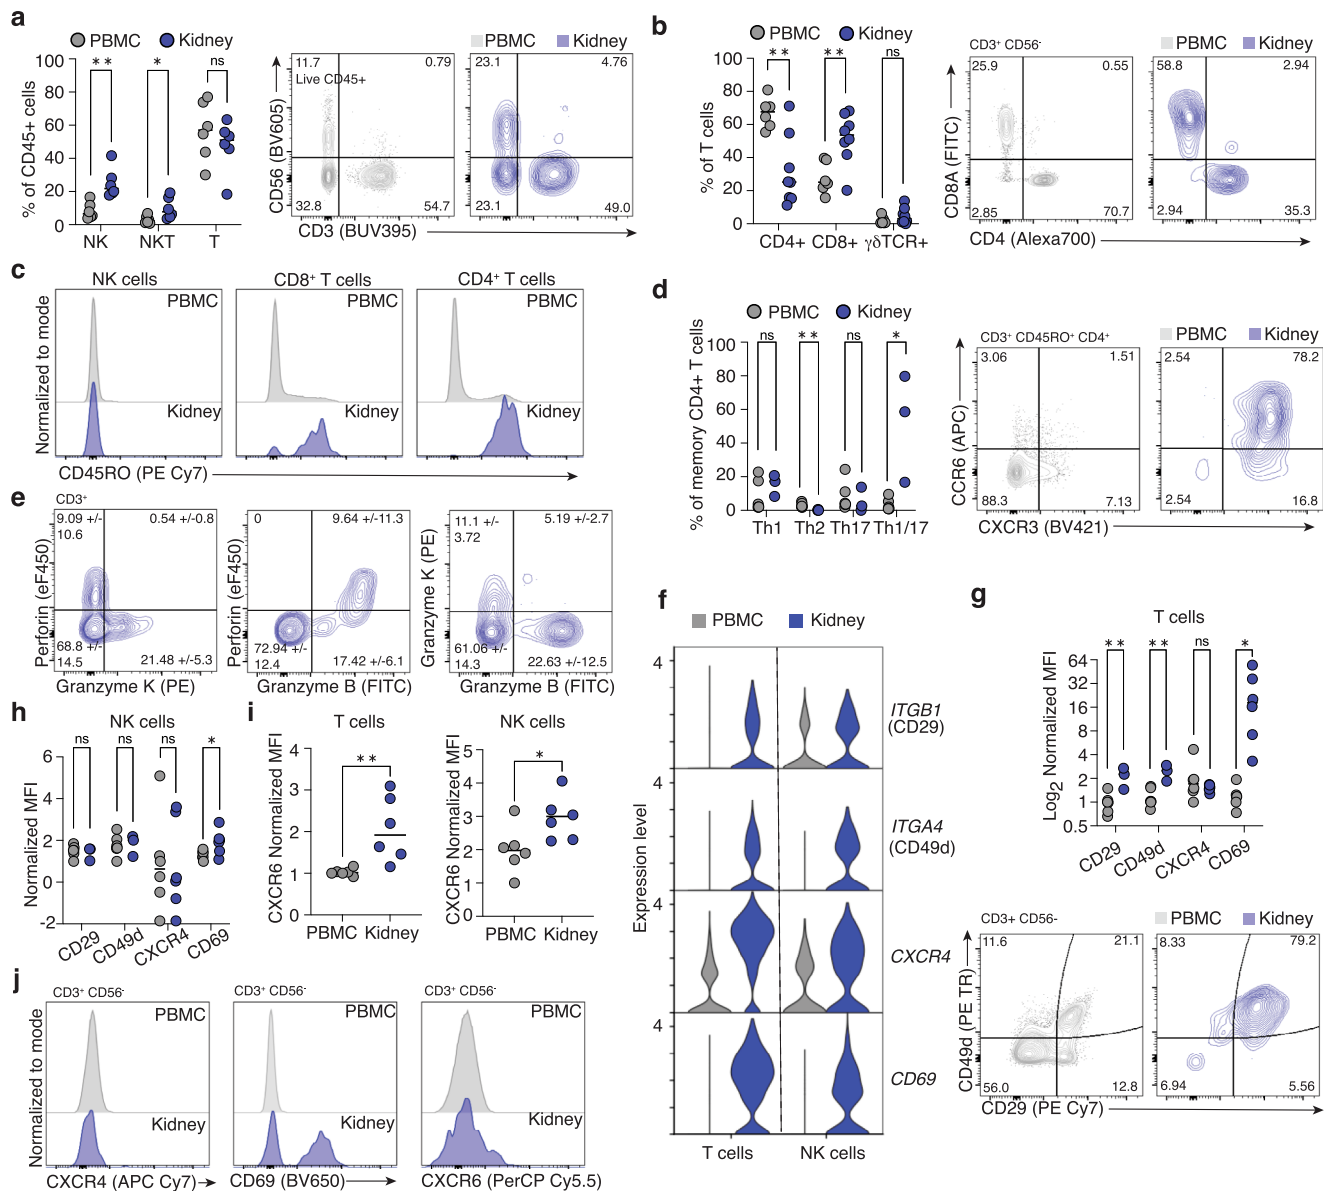 a
PBMC Kidney
% of CD45+ cells
100
80
60
40
20
0
** * ns
NK NKT T
PBMC Kidney
11.7 0.79
Live CD45+
32.8 54.7
23.1 4.76
23.1 49.0
CD56 (BV605)
CD3 (BUV395)
b
PBMC Kidney
% of T cells
100
80
60
40
20
0
** ** ns
CD4+ CD8+ γδTCR+
CD3+ CD56-
PBMC Kidney
25.9 0.55
2.85 70.7
58.8 2.94
2.94 35.3
CD8A (FITC)
CD4 (Alexa700)
c
NK cells CD8+ T cells CD4+ T cells
Normalized to mode
PBMC PBMC PBMC
Kidney Kidney Kidney
CD45RO (PE Cy7)
d
PBMC Kidney
% of memory CD4+ T cells
100
80
60
40
20
0
ns ** ns *
Th1 Th2 Th17 Th1/17
PBMC Kidney
CD3+ CD45RO+ CD4+
3.06 1.51
88.3 7.13
2.54 78.2
2.54 16.8
CCR6 (APC)
CXCR3 (BV421)
e
CD3+
9.09 +/-
10.6
0.54 +/-0.8
68.8 +/-
14.5
21.48 +/-5.3
Perforin (eF450)
Granzyme K (PE)
0 9.64 +/-11.3
72.94 +/-
12.4
17.42 +/-6.1
Perforin (eF450)
Granzyme B (FITC)
11.1 +/-
3.72
5.19 +/-2.7
61.06 +/-
14.3
22.63 +/-12.5
Granzyme K (PE)
Granzyme B (FITC)
f
PBMC Kidney
Expression level
4
ITGB1
(CD29)
4
ITGA4
(CD49d)
4
CXCR4
4
CD69
T cells NK cells
g
T cells
Log2 Normalized MFI
64
32
16
8
4
2
1
0.5
** ** ns *
CD29 CD49d CXCR4 CD69
CD3+ CD56-
PBMC Kidney
11.6 21.1
56.0 12.8
8.33 79.2
6.94 5.56
CD49d (PE TR)
CD29 (PE Cy7)
h
NK cells
Normalized MFI
6
4
2
0
-2
ns ns ns *
CD29 CD49d CXCR4 CD69
i
T cells
CXCR6 Normalized MFI
4
3
2
1
0
**
PBMC Kidney
NK cells
CXCR6 Normalized MFI
5
4
3
2
1
0
*
PBMC Kidney
j
CD3+ CD56- CD3+ CD56- CD3+ CD56-
Normalized to mode
PBMC PBMC PBMC
Kidney Kidney Kidney
CXCR4 (APC Cy7) CD69 (BV650) CXCR6 (PerCP Cy5.5)